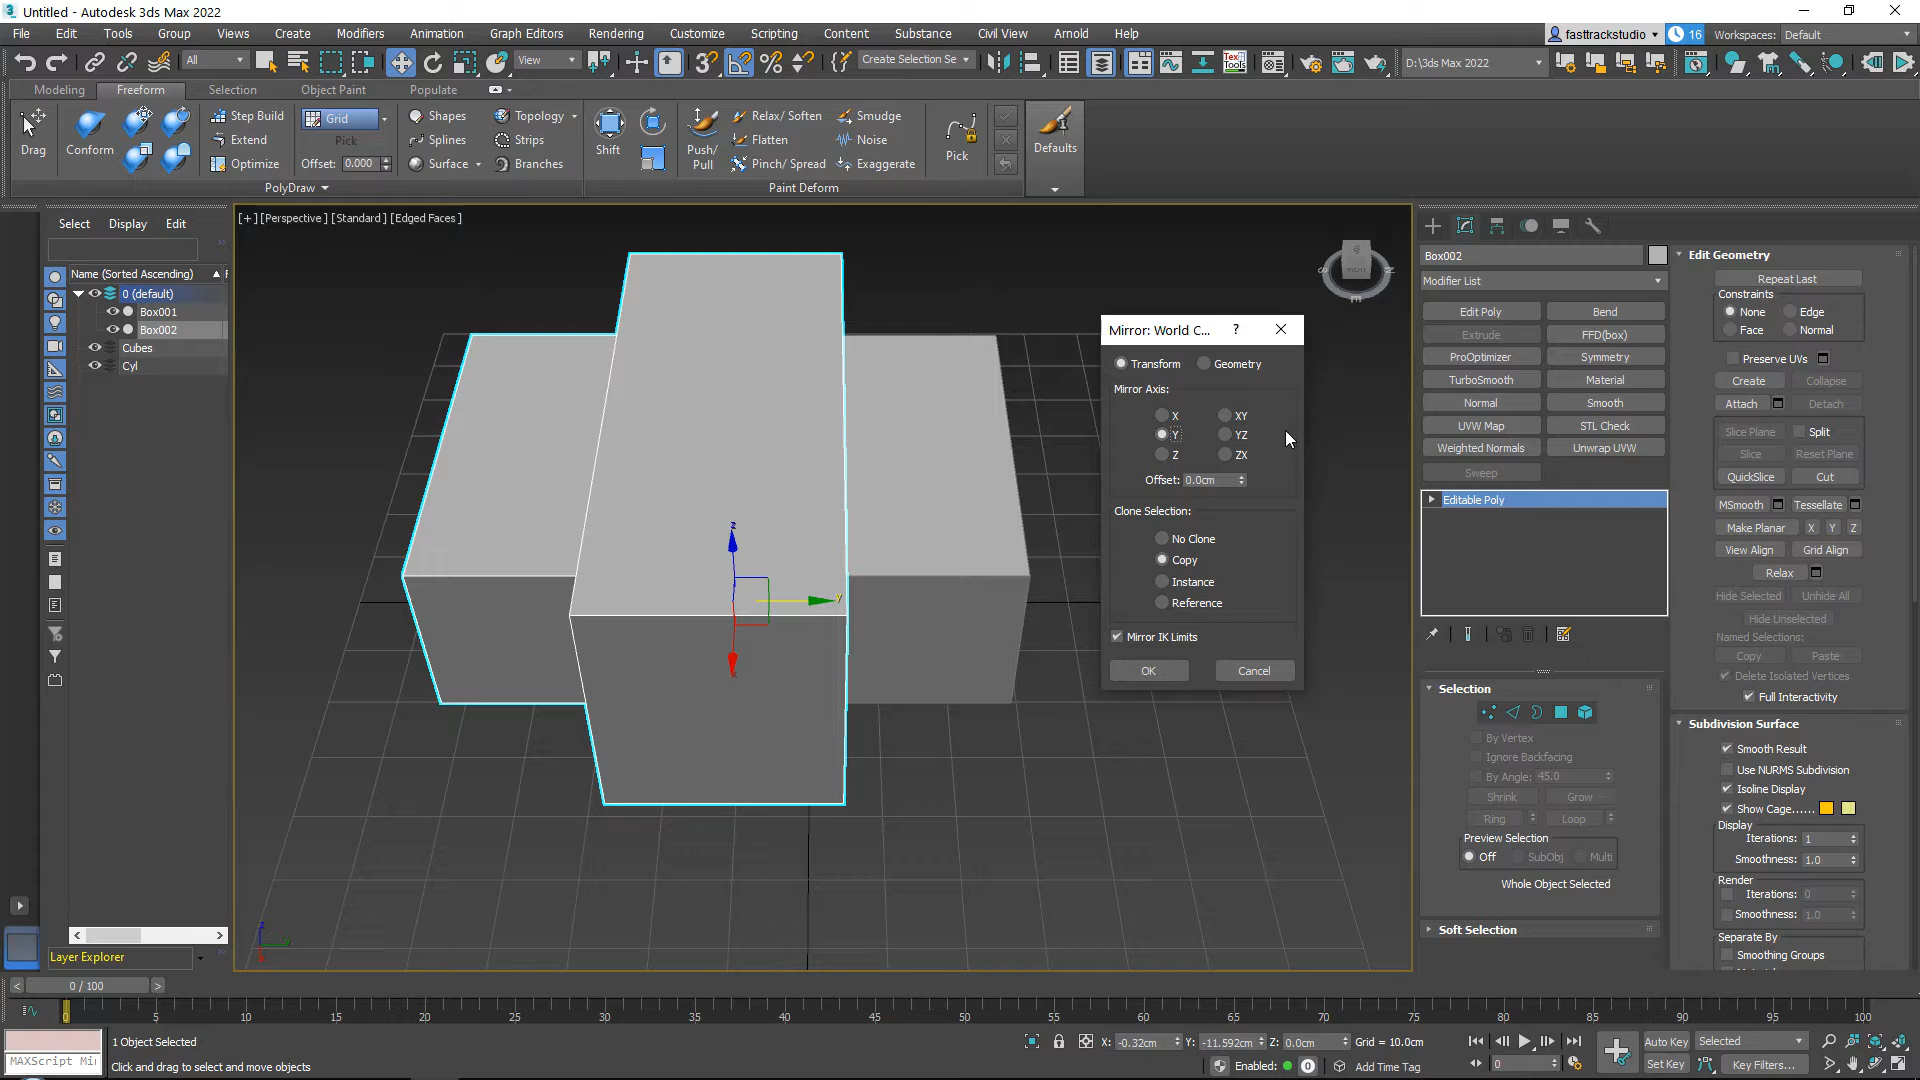 Untitled - Autodesk 3ds Max 2022
File Edit Tools Group Views Create Modifiers Animation Graph Editors Rendering Customize Scripting Content Substance Civil View Arnold Help
fasttrackstudio 16 Workspaces: Default
All View Create Selection Se D:\3ds Max 2022
Modeling Freeform Selection Object Paint Populate
Drag Conform Step Build Extend Optimize
Grid Pick Offset: 0.000
Shapes Splines Surface
Topology Strips Branches
Shift Push/ Pull
Relax/ Soften Flatten Pinch/ Spread
Smudge Noise Exaggerate
Pick Defaults
PolyDraw Paint Deform
Select Display Edit
Name (Sorted Ascending)
0 (default)
Box001
Box002
Cubes
Cyl
Layer Explorer
[+] [Perspective] [Standard] [Edged Faces]
RIGHT
z
y
x
Mirror: World C... ?
Transform Geometry
Mirror Axis:
X XY
Y YZ
Z ZX
Offset: 0.0cm
Clone Selection:
No Clone
Copy
Instance
Reference
Mirror IK Limits
OK Cancel
Box002
Modifier List
Edit Poly Bend
Extrude FFD(box)
ProOptimizer Symmetry
TurboSmooth Material
Normal Smooth
UVW Map STL Check
Weighted Normals Unwrap UVW
Sweep
Editable Poly
Selection
By Vertex
Ignore Backfacing
By Angle: 45.0
Shrink Grow
Ring Loop
Preview Selection
Off SubObj Multi
Whole Object Selected
Soft Selection
Edit Geometry
Repeat Last
Constraints
None Edge
Face Normal
Preserve UVs
Create Collapse
Attach Detach
Slice Plane Split
Slice Reset Plane
QuickSlice Cut
MSmooth Tessellate
Make Planar X Y Z
View Align Grid Align
Relax
Hide Selected Unhide All
Hide Unselected
Named Selections:
Copy Paste
Delete Isolated Vertices
Full Interactivity
Subdivision Surface
Smooth Result
Use NURMS Subdivision
Isoline Display
Show Cage......
Display
Iterations: 1
Smoothness: 1.0
Render
Iterations: 0
Smoothness: 1.0
Separate By
Smoothing Groups
0 / 100
0 5 10 15 20 25 30 35 40 45 50 55 60 65 70 75 80 85 90 95 100
1 Object Selected
MAXScript Mi
Click and drag to select and move objects
X: -0.32cm Y: -11.592cm Z: 0.0cm Grid = 10.0cm
Enabled: 0 Add Time Tag
0
Auto Key Selected
Set Key Key Filters...